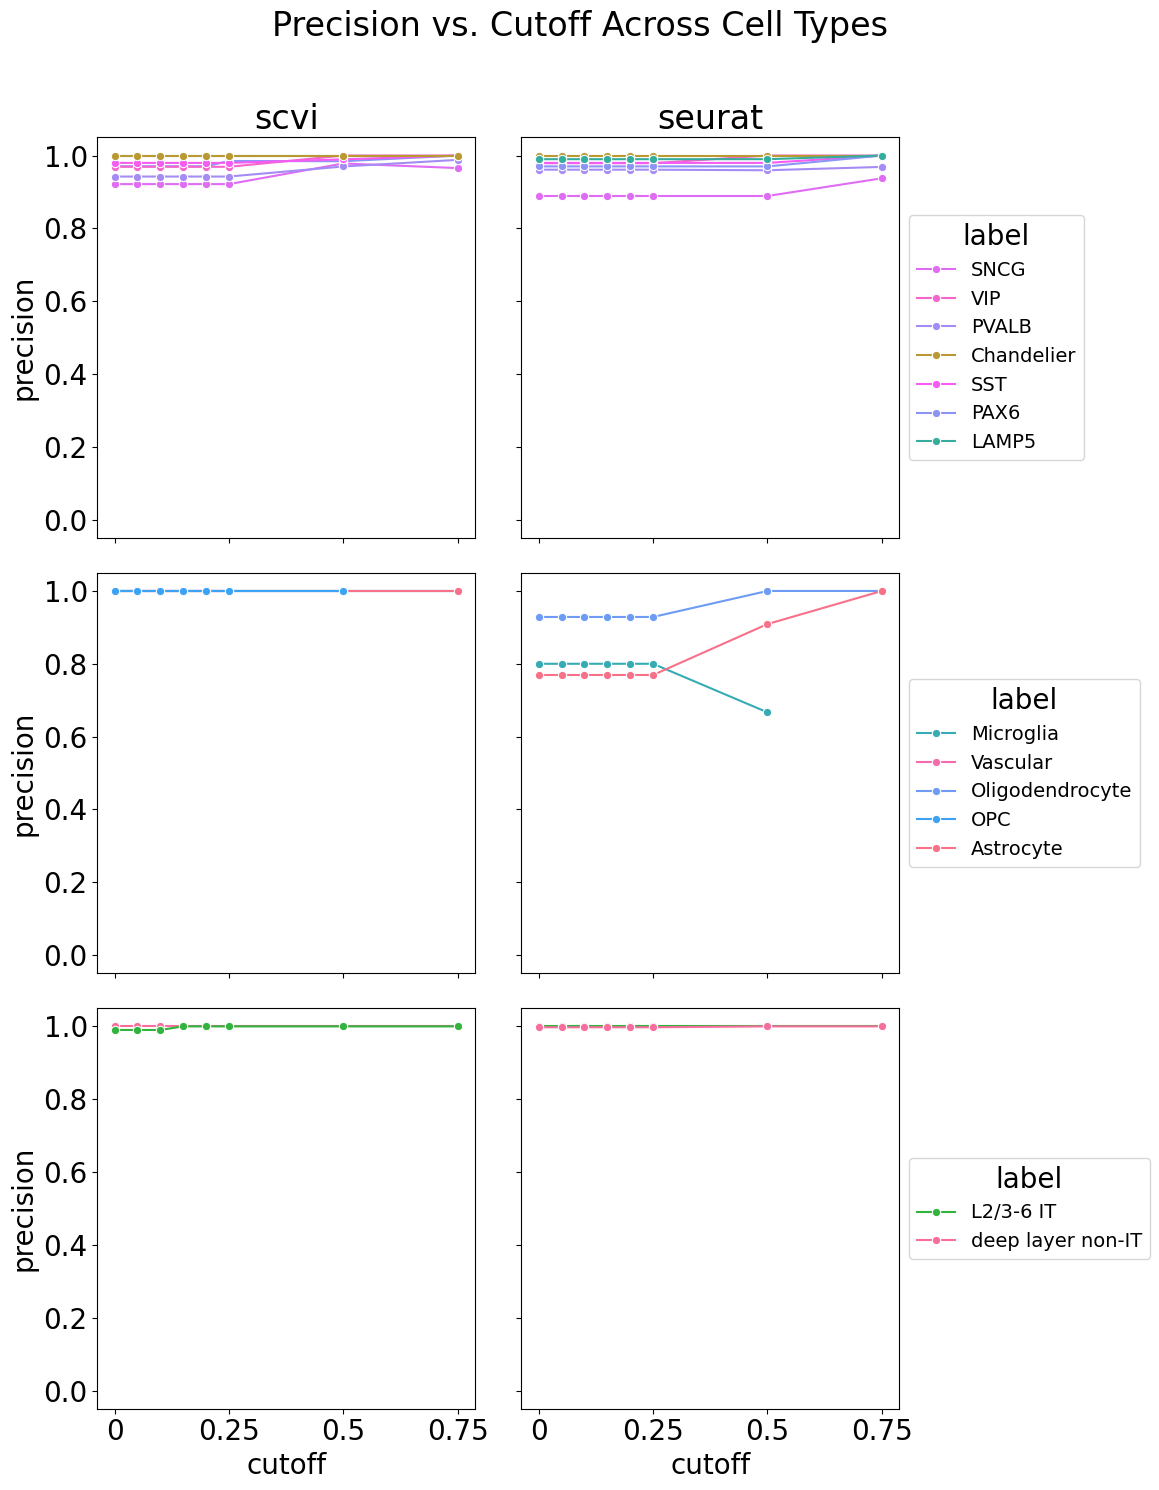 Precision vs. Cutoff Across Cell Types
scvi
seurat
1.0
0.8
0.6
0.4
0.2
0.0
precision
label
SNCG
VIP
PVALB
Chandelier
SST
PAX6
LAMP5
1.0
0.8
0.6
0.4
0.2
0.0
precision
label
Microglia
Vascular
Oligodendrocyte
OPC
Astrocyte
1.0
0.8
0.6
0.4
0.2
0.0
precision
label
L2/3-6 IT
deep layer non-IT
0 0.25 0.5 0.75
cutoff
0 0.25 0.5 0.75
cutoff